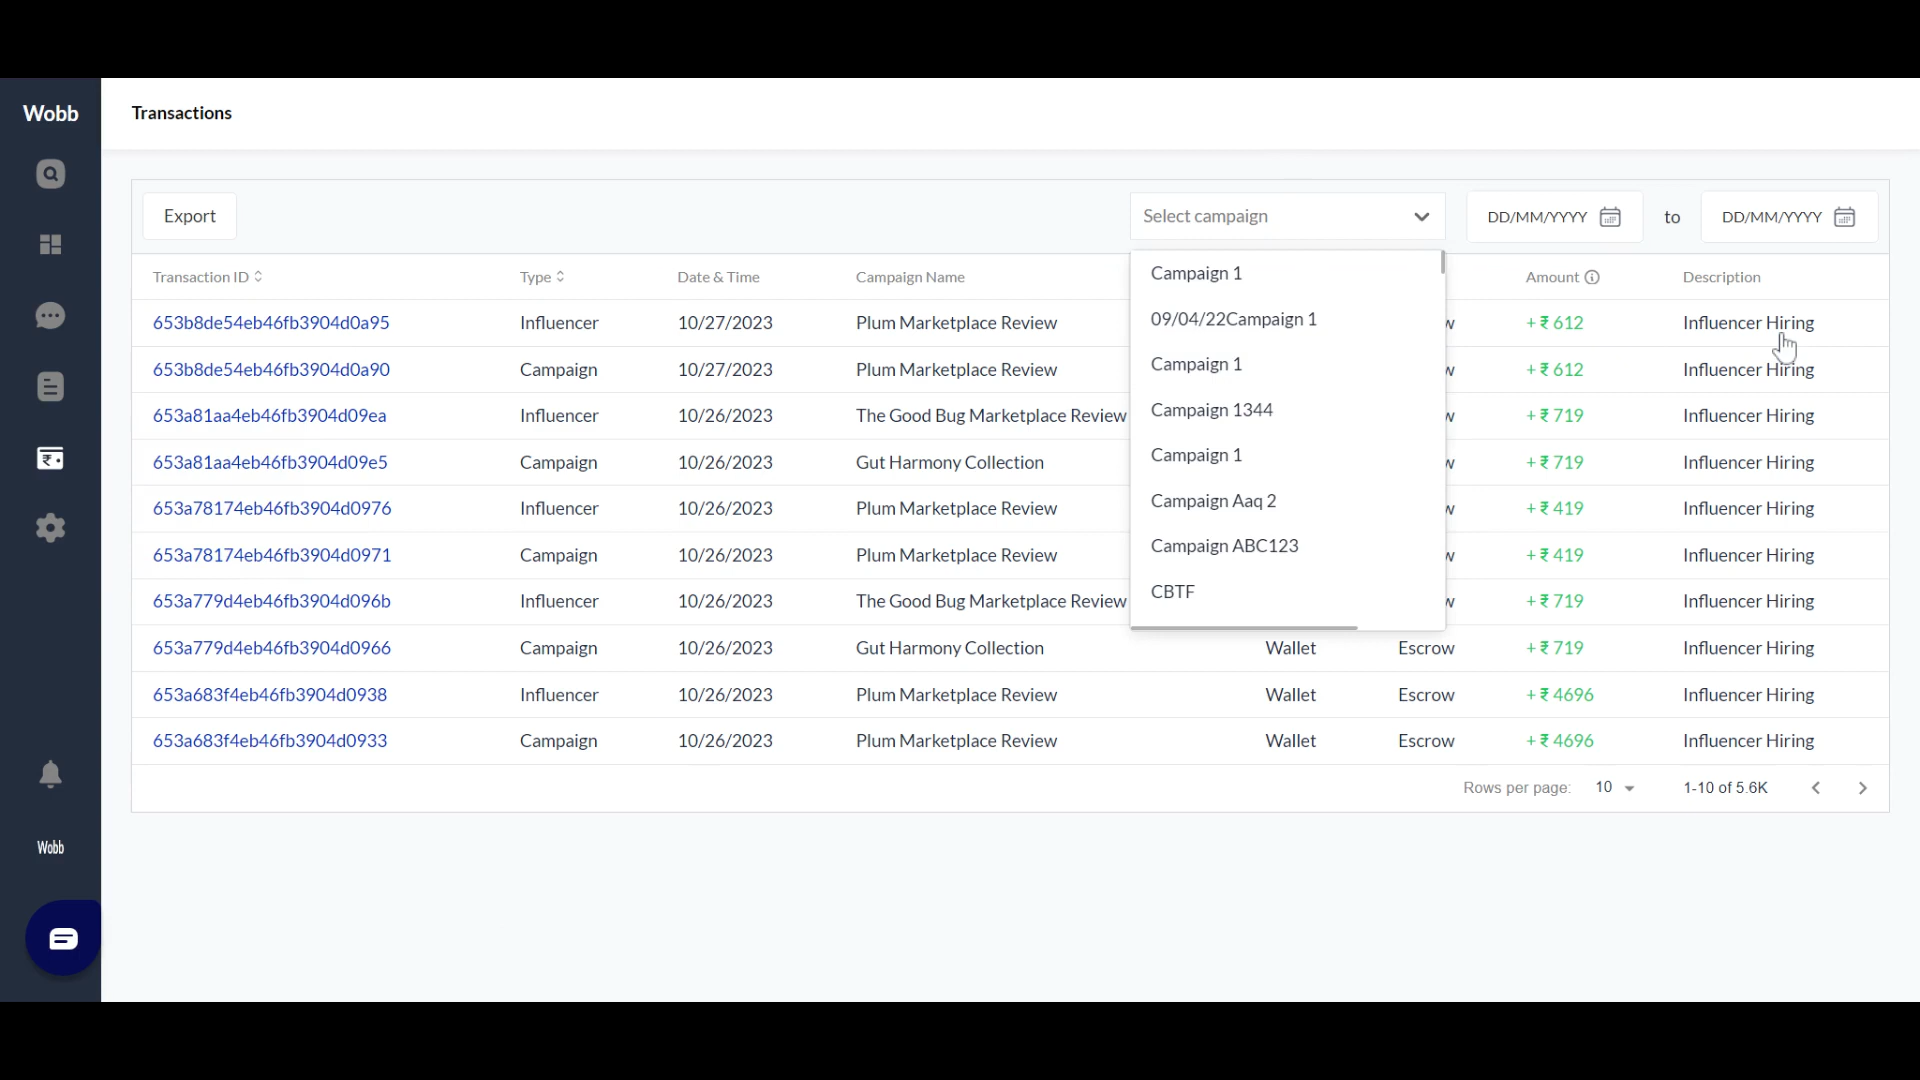 Wobb
Transactions
Export
Select campaign
DD/MM/YYYY to DD/MM/YYYY
Transaction ID Type Date & Time Campaign Name Amount Description
653b8de54eb46fb3904d0a95 Influencer 10/27/2023 Plum Marketplace Review + ₹ 612 Influencer Hiring
653b8de54eb46fb3904d0a90 Campaign 10/27/2023 Plum Marketplace Review + ₹ 612 Influencer Hiring
653a81aa4eb46fb3904d09ea Influencer 10/26/2023 The Good Bug Marketplace Review + ₹ 719 Influencer Hiring
653a81aa4eb46fb3904d09e5 Campaign 10/26/2023 Gut Harmony Collection + ₹ 719 Influencer Hiring
653a78174eb46fb3904d0976 Influencer 10/26/2023 Plum Marketplace Review + ₹ 419 Influencer Hiring
653a78174eb46fb3904d0971 Campaign 10/26/2023 Plum Marketplace Review + ₹ 419 Influencer Hiring
653a779d4eb46fb3904d096b Influencer 10/26/2023 The Good Bug Marketplace Review + ₹ 719 Influencer Hiring
653a779d4eb46fb3904d0966 Campaign 10/26/2023 Gut Harmony Collection Wallet Escrow + ₹ 719 Influencer Hiring
653a683f4eb46fb3904d0938 Influencer 10/26/2023 Plum Marketplace Review Wallet Escrow + ₹ 4696 Influencer Hiring
653a683f4eb46fb3904d0933 Campaign 10/26/2023 Plum Marketplace Review Wallet Escrow + ₹ 4696 Influencer Hiring
Campaign 1
09/04/22Campaign 1
Campaign 1
Campaign 1344
Campaign 1
Campaign Aaq 2
Campaign ABC123
CBTF
Rows per page: 10 1-10 of 5.6K
Wobb